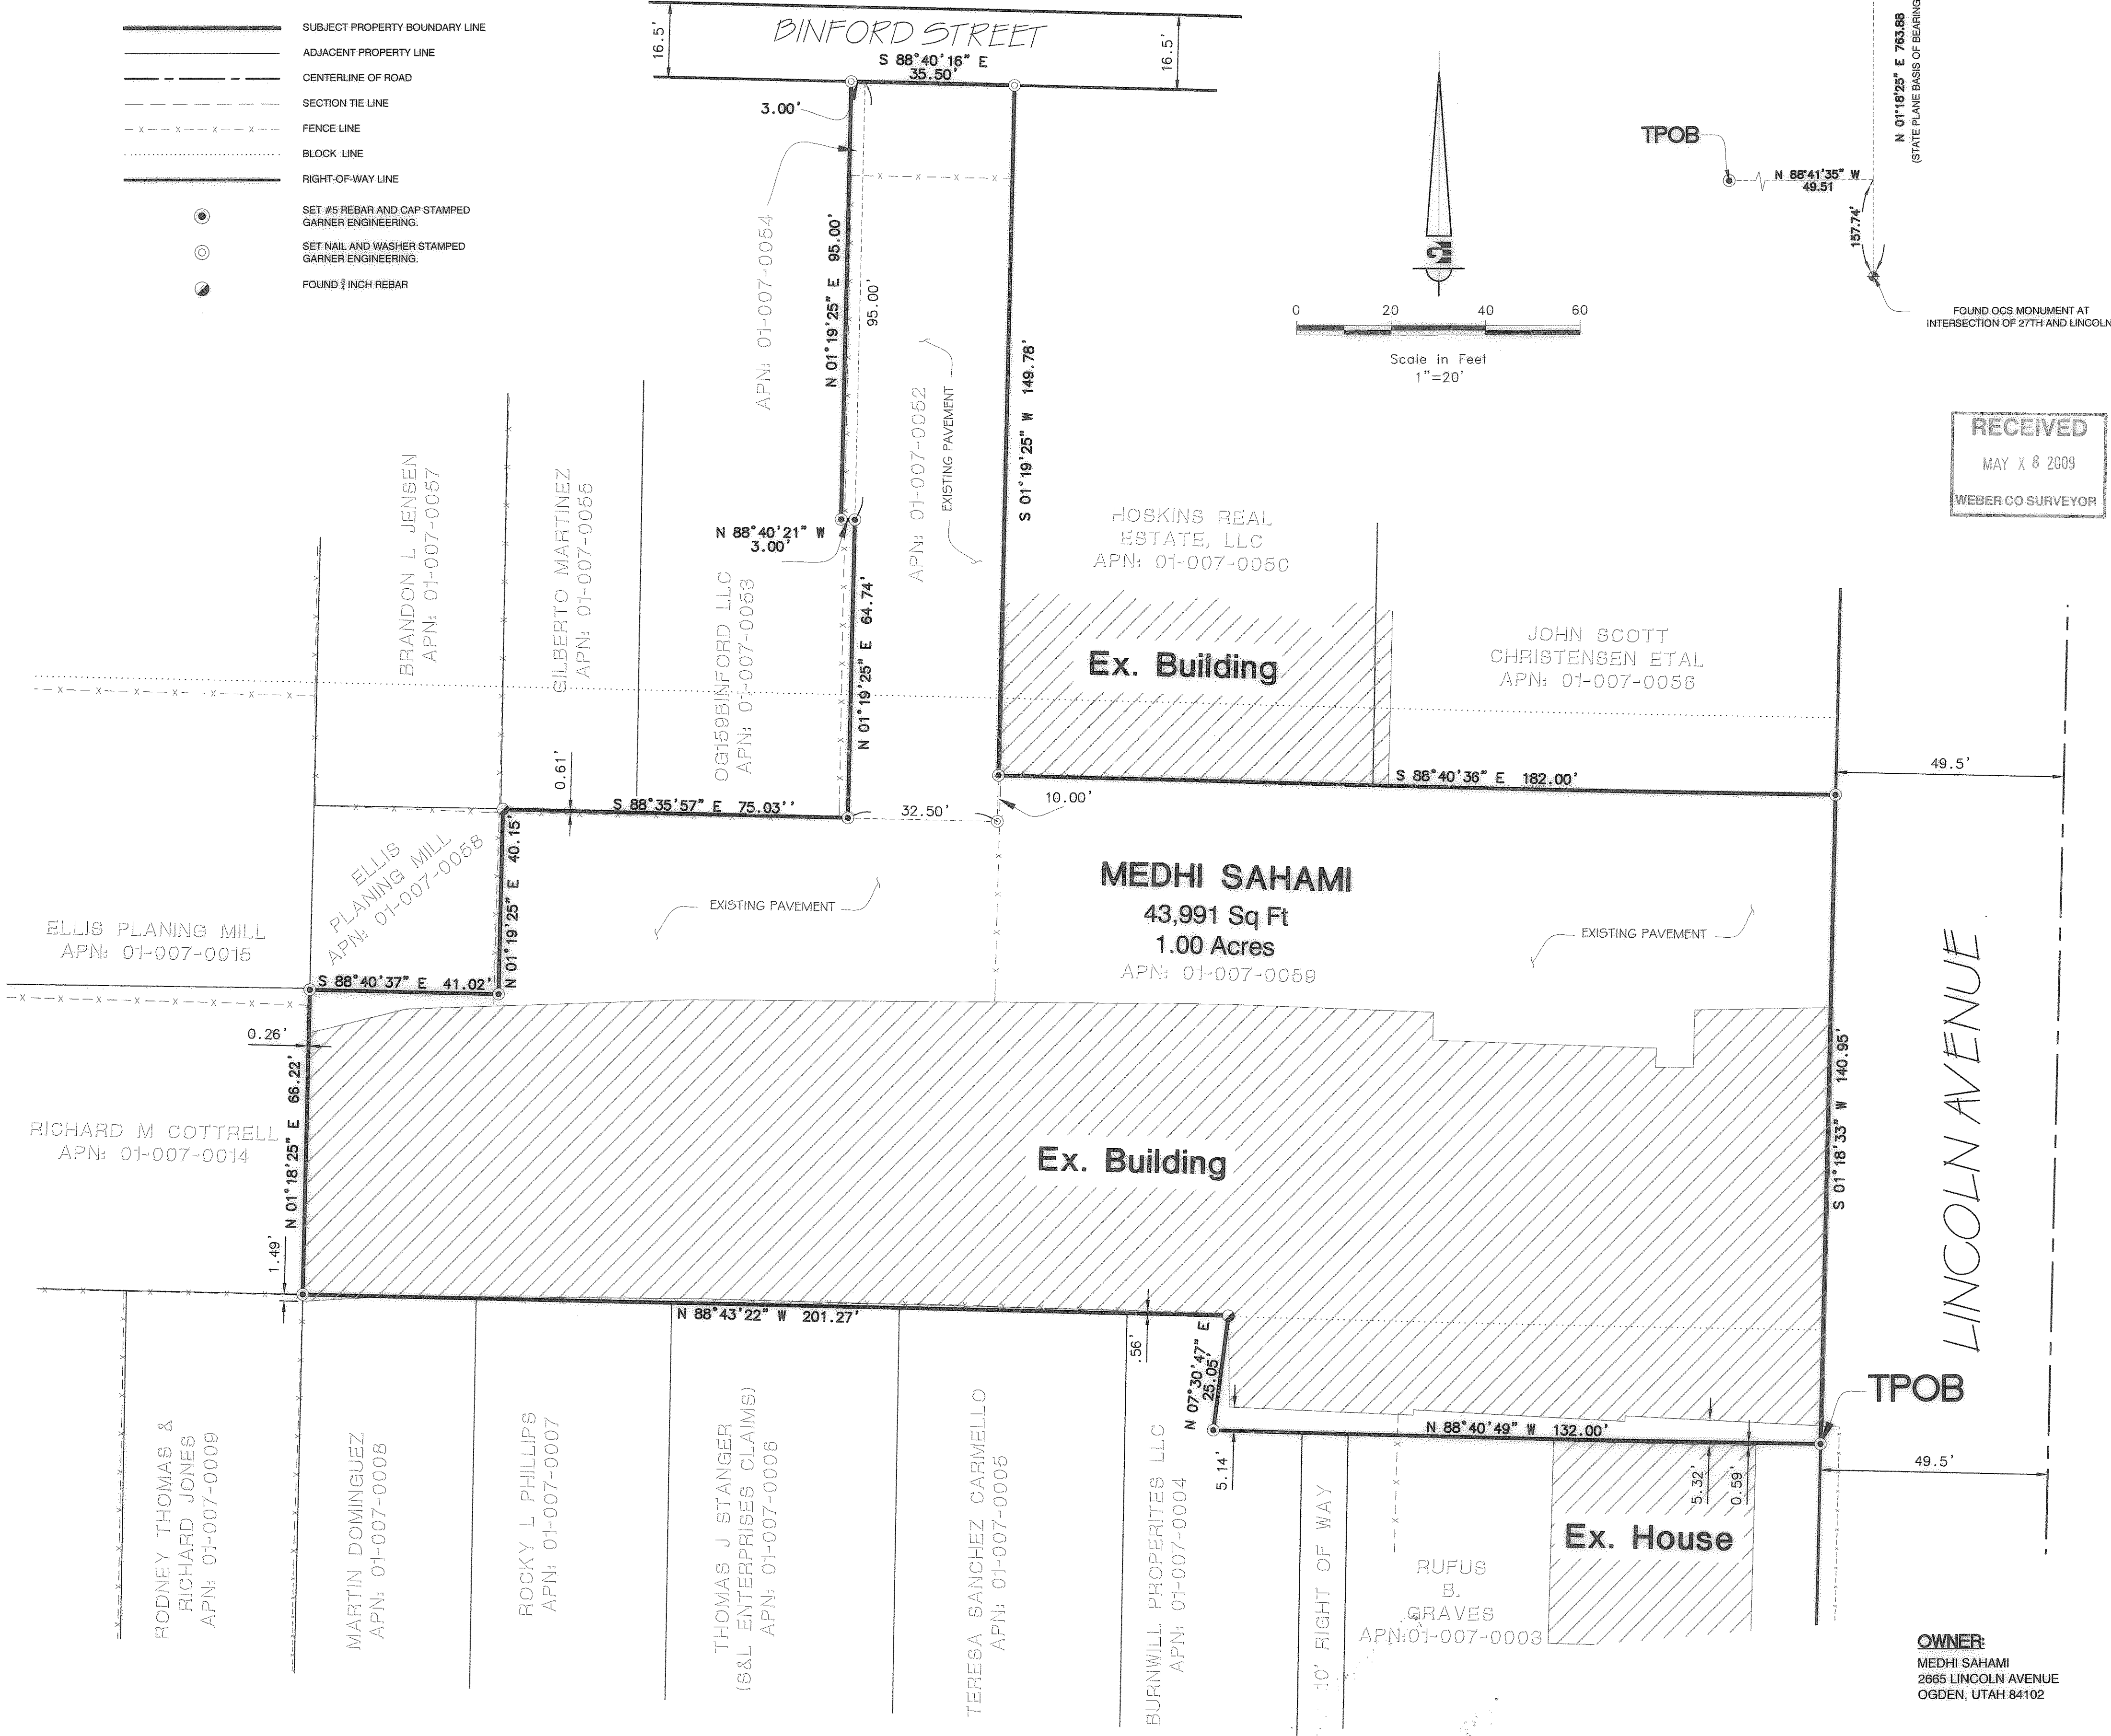 SUBJECT PROPERTY BOUNDARY LINE
ADJACENT PROPERTY LINE
CENTERLINE OF ROAD
SECTION TIE LINE
FENCE LINE
BLOCK LINE
RIGHT-OF-WAY LINE
SET #5 REBAR AND CAP STAMPED
GARNER ENGINEERING.
SET NAIL AND WASHER STAMPED
GARNER ENGINEERING.
FOUND INCH REBAR
16.5'
BINFORD STREET
16.5'
S 88°40'16" E
35.50'
3.00'
N 01°19'25" E 95.00'
95.00'
APN: 01-007-0054
APN: 01-007-0052
EXISTING PAVEMENT
S 01°19'25" W 149.78'
0 20 40 60
Scale in Feet
1"=20'
N 01°18'25" E 763.88
(STATE PLANE BASIS OF BEARING
TPOB
N 88°41'35" W
49.51
157.74'
FOUND OCS MONUMENT AT
INTERSECTION OF 27TH AND LINCOLN
RECEIVED
MAY X 8 2009
WEBER CO SURVEYOR
BRANDON L JENSEN
APN: 01-007-0057
GILBERTO MARTINEZ
APN: 01-007-0055
OG159BINFORD LLC
APN: 01-007-0053
N 88°40'21" W
3.00'
N 01°19'25" E 64.74'
HOSKINS REAL
ESTATE, LLC
APN: 01-007-0050
Ex. Building
JOHN SCOTT
CHRISTENSEN ETAL
APN: 01-007-0056
S 88°40'36" E 182.00'
49.5'
0.61'
S 88°35'57" E 75.03''
32.50'
10.00'
N 01°19'25" E 40.15'
ELLIS
PLANING MILL
APN: 01-007-0058
ELLIS PLANING MILL
APN: 01-007-0015
EXISTING PAVEMENT
MEDHI SAHAMI
43,991 Sq Ft
1.00 Acres
APN: 01-007-0059
EXISTING PAVEMENT
S 88°40'37" E 41.02'
0.26'
N 01°18'25" E 66.22'
RICHARD M COTTRELL
APN: 01-007-0014
1.49'
Ex. Building
S 01°18'33" W 140.95'
LINCOLN AVENUE
N 88°43'22" W 201.27'
.56'
N 07°30'47" E
25.05'
N 88°40'49" W 132.00'
TPOB
49.5'
5.14'
5.32'
0.59'
Ex. House
RODNEY THOMAS &
RICHARD JONES
APN: 01-007-0009
MARTIN DOMINGUEZ
APN: 01-007-0008
ROCKY L PHILLIPS
APN: 01-007-0007
THOMAS J STANGER
(S&L ENTERPRISES CLAIMS)
APN: 01-007-0006
TERESA SANCHEZ CARMELLO
APN: 01-007-0005
BURNWILL PROPERITES LLC
APN: 01-007-0004
10' RIGHT OF WAY
RUFUS
B.
GRAVES
APN:01-007-0003
OWNER:
MEDHI SAHAMI
2665 LINCOLN AVENUE
OGDEN, UTAH 84102